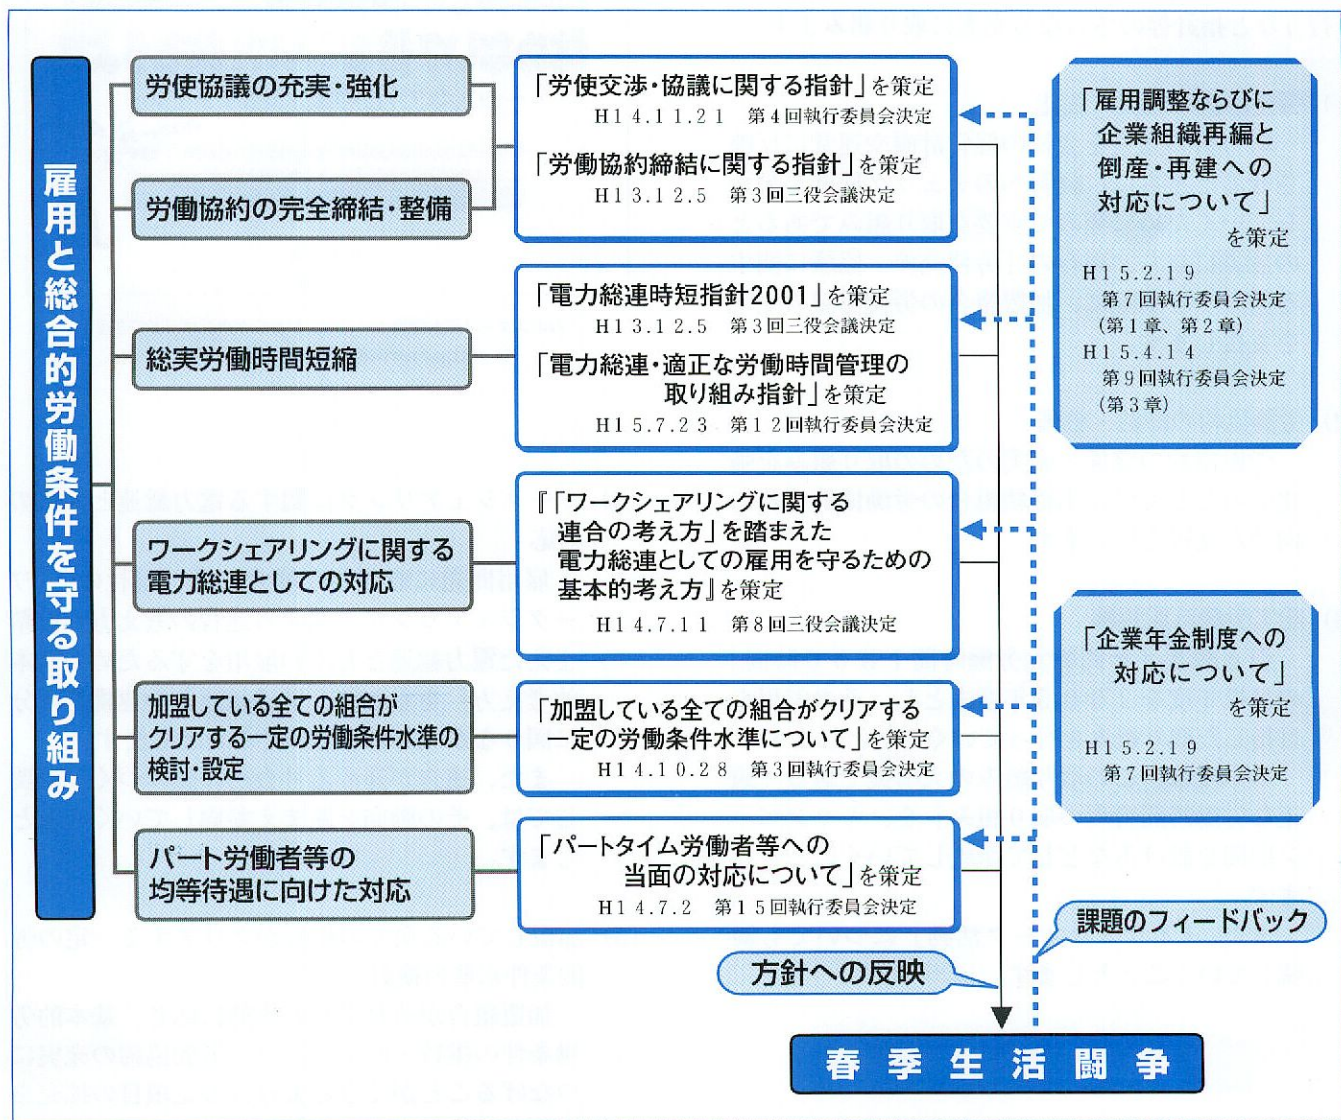 雇用と総合的労働条件を守る取り組み
労使協議の充実・強化
労働協約の完全締結・整備
総実労働時間短縮
ワークシェアリングに関する
電力総連としての対応
加盟している全ての組合が
クリアする一定の労働条件水準の
検討・設定
パート労働者等の
均等待遇に向けた対応
「労使交渉・協議に関する指針」を策定
H14.11.21 第4回執行委員会決定
「労働協約締結に関する指針」を策定
H13.12.5 第3回三役会議決定
「電力総連時短指針2001」を策定
H13.12.5 第3回三役会議決定
「電力総連・適正な労働時間管理の
取り組み指針」を策定
H15.7.23 第12回執行委員会決定
『「ワークシェアリングに関する
連合の考え方」を踏まえた
電力総連としての雇用を守るための
基本的考え方』を策定
H14.7.11 第8回三役会議決定
「加盟している全ての組合がクリアする
一定の労働条件水準について」を策定
H14.10.28 第3回執行委員会決定
「パートタイム労働者等への
当面の対応について」を策定
H14.7.2 第15回執行委員会決定
「雇用調整ならびに
企業組織再編と
倒産・再建への
対応について」
を策定
H15.2.19
第7回執行委員会決定
(第1章、第2章)
H15.4.14
第9回執行委員会決定
(第3章)
「企業年金制度への
対応について」
を策定
H15.2.19
第7回執行委員会決定
課題のフィードバック
方針への反映
春季生活闘争